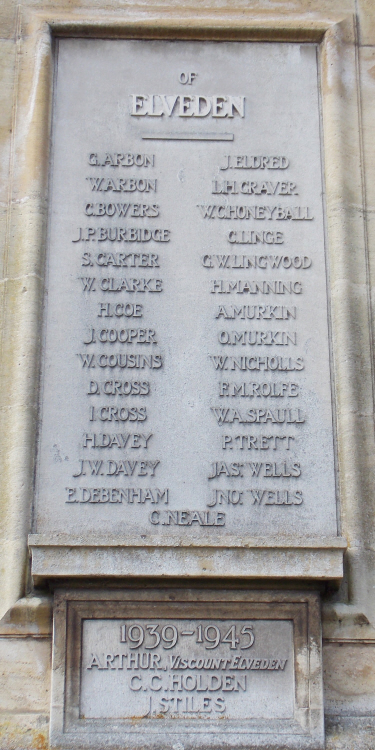 OF
ELVEDEN
G. ARBON J. ELDRED
W. ARBON L.H. GRAVER
C. BOWERS W.C. HONEYBALL
J.P. BURBIDGE C. LINGE
S. CARTER G.W. LINGWOOD
W. CLARKE H. MANNING
H. COE A. MURKIN
J. COOPER O. MURKIN
W. COUSINS W. NICHOLLS
D. CROSS F.M. ROLFE
I. CROSS W.A. SPAULL
H. DAVEY P. TRETT
J.W. DAVEY JAS. WELLS
E. DEBENHAM JNO. WELLS
C. NEALE
1939-1945
ARTHUR, VISCOUNT ELVEDEN
C.C. HOLDEN
J. STILES